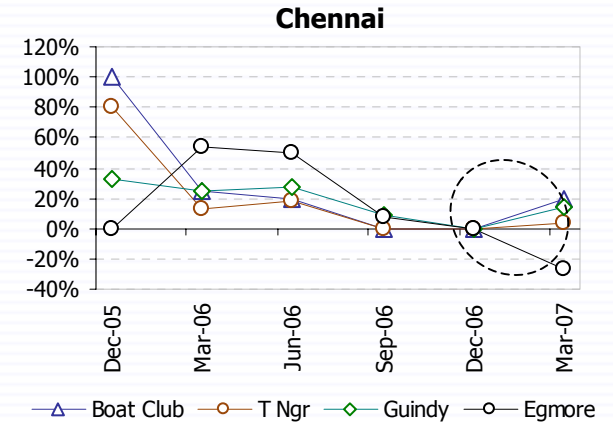 Chennai
120%
100%
80%
60%
40%
20%
0%
-20%
-40%
Dec-05
Mar-06
Jun-06
Sep-06
Dec-06
Mar-07
Boat Club T Ngr Guindy Egmore